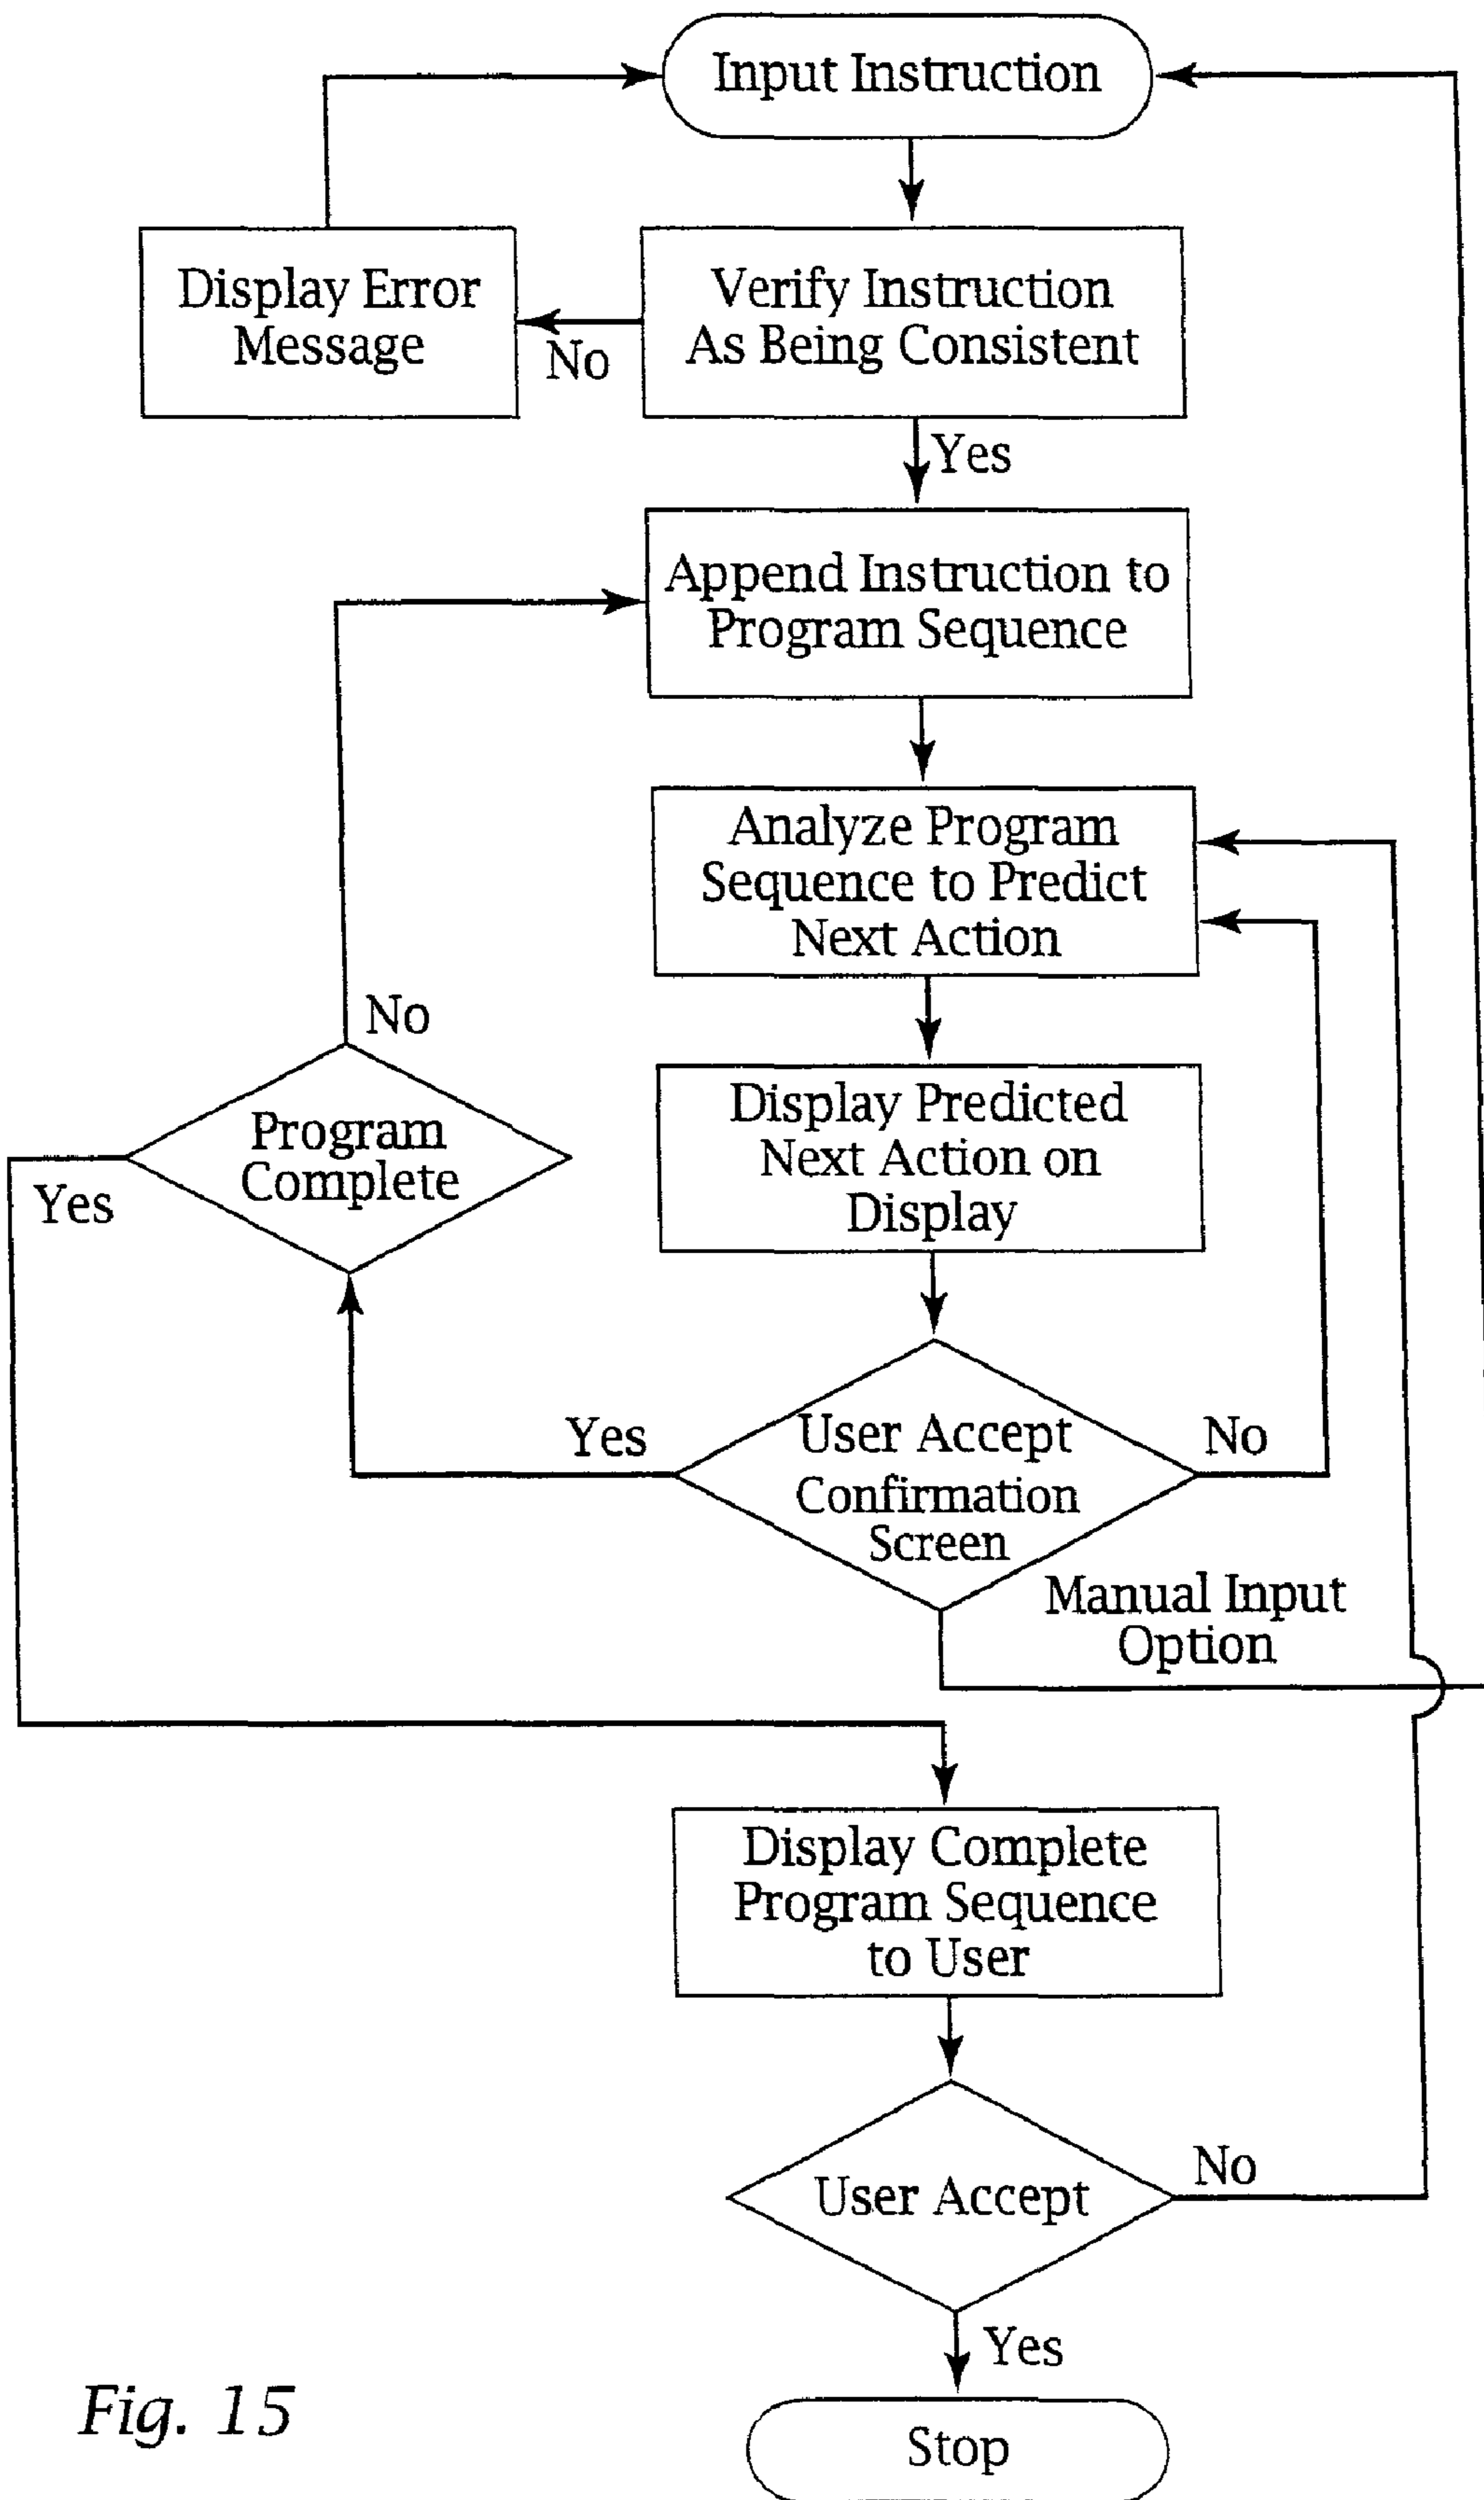 Input Instruction
Display Error
Message
No
Verify Instruction
As Being Consistent
Yes
Append Instruction to
Program Sequence
Analyze Program
Sequence to Predict
Next Action
No
Program
Complete
Yes
Display Predicted
Next Action on
Display
Yes
User Accept
Confirmation
Screen
No
Manual Input
Option
Display Complete
Program Sequence
to User
User Accept
No
Yes
Stop
Fig. 15